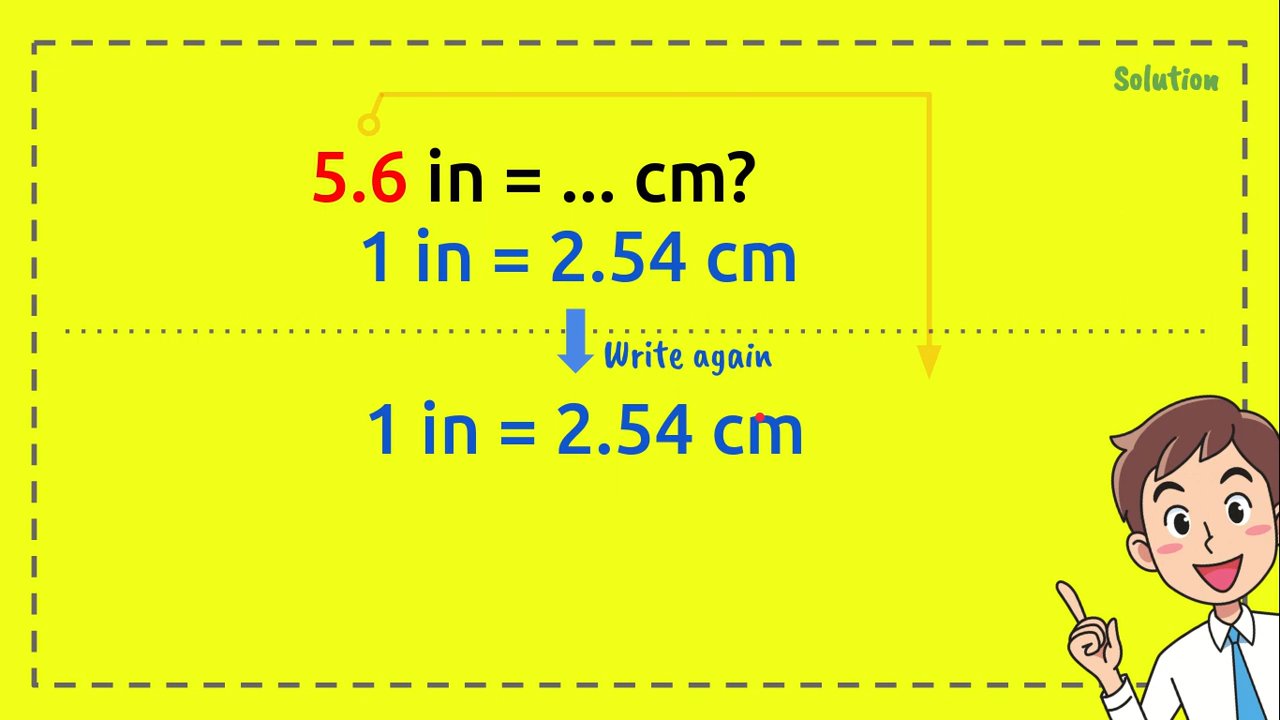 Solution
5.6 in = ... cm?
1 in = 2.54 cm
Write again
1 in = 2.54 cm